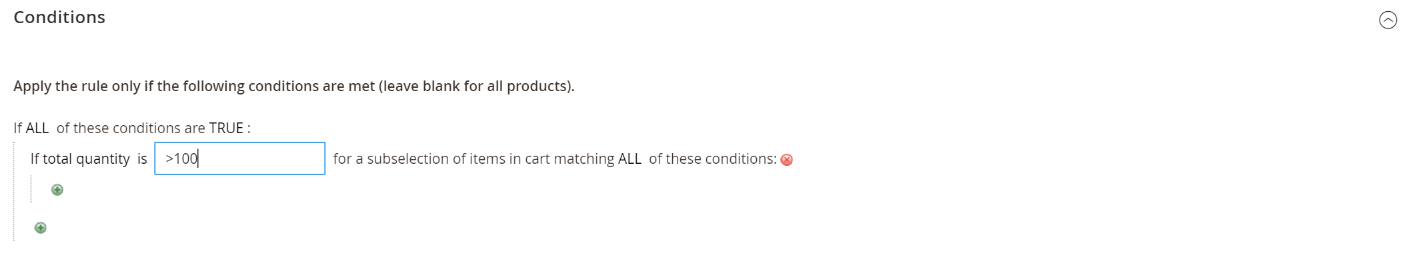 Conditions
Apply the rule only if the following conditions are met (leave blank for all products).
If ALL of these conditions are TRUE :
If total quantity is >100 for a subselection of items in cart matching ALL of these conditions: